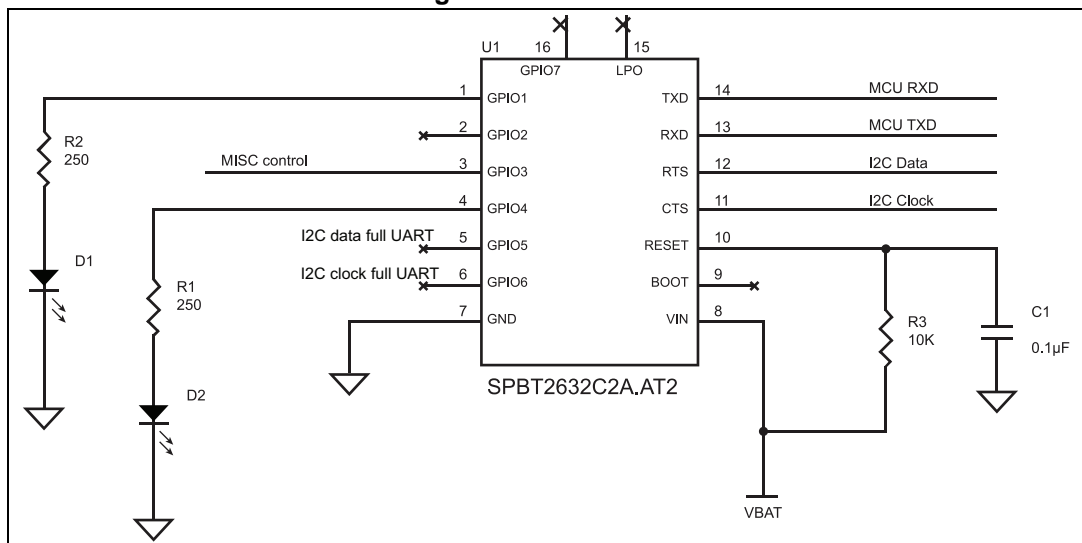 g
U1
16
15
GPIO7
LPO
1
GPIO1
TXD
14
MCU RXD
R2
250
2
GPIO2
RXD
13
MCU TXD
MISC control
3
GPIO3
RTS
12
I2C Data
4
GPIO4
CTS
11
I2C Clock
I2C data full UART
5
GPIO5
RESET
10
D1
I2C clock full UART
6
GPIO6
BOOT
9
R1
250
7
GND
VIN
8
R3
10K
C1
0.1µF
SPBT2632C2A.AT2
D2
VBAT